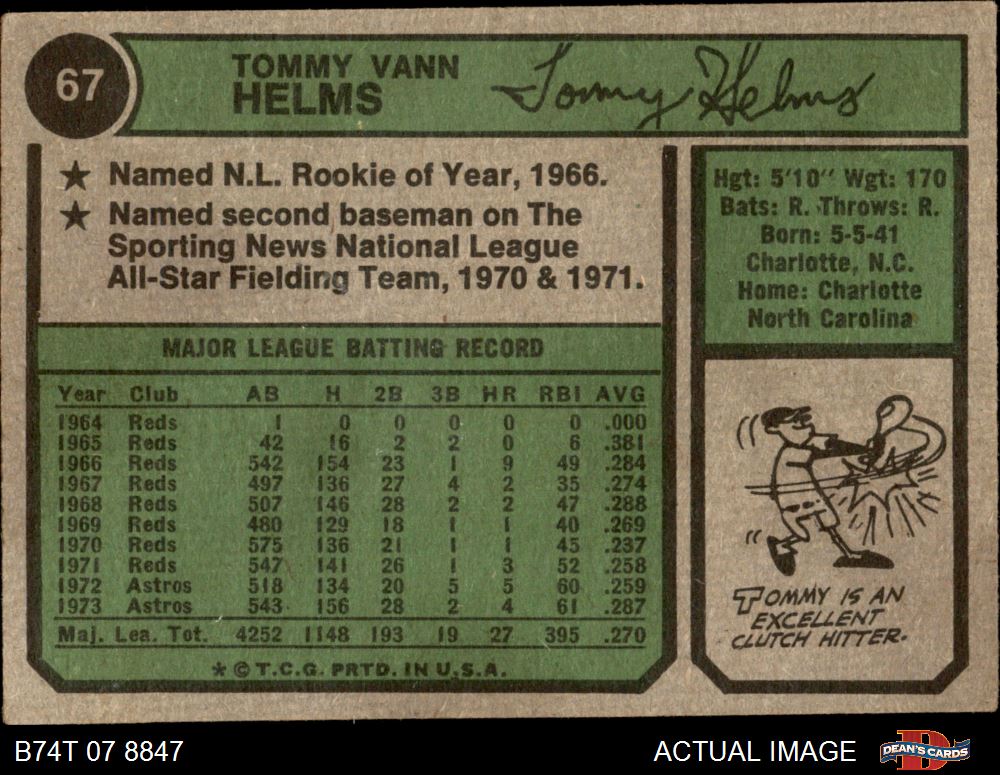 67
TOMMY VANN
HELMS
Tommy Helms
★ Named N.L. Rookie of Year, 1966.
★ Named second baseman on The
Sporting News National League
All-Star Fielding Team, 1970 & 1971.
Hgt: 5'10" Wgt: 170
Bats: R. Throws: R.
Born: 5-5-41
Charlotte, N.C.
Home: Charlotte
North Carolina
MAJOR LEAGUE BATTING RECORD
Year Club AB H 2B 3B HR RBI AVG
1964 Reds 1 0 0 0 0 0 .000
1965 Reds 42 16 2 2 0 6 .381
1966 Reds 542 154 23 1 9 49 .284
1967 Reds 497 136 27 4 2 35 .274
1968 Reds 507 146 28 2 2 47 .288
1969 Reds 480 129 18 1 1 40 .269
1970 Reds 575 136 21 1 1 45 .237
1971 Reds 547 141 26 1 3 52 .258
1972 Astros 518 134 20 5 5 60 .259
1973 Astros 543 156 28 2 4 61 .287
Maj. Lea. Tot. 4252 1148 193 19 27 395 .270
* © T.C.G. PRTD. IN U.S.A.
TOMMY IS AN
EXCELLENT
CLUTCH HITTER.
B74T 07 8847
ACTUAL IMAGE
DEAN'S CARDS